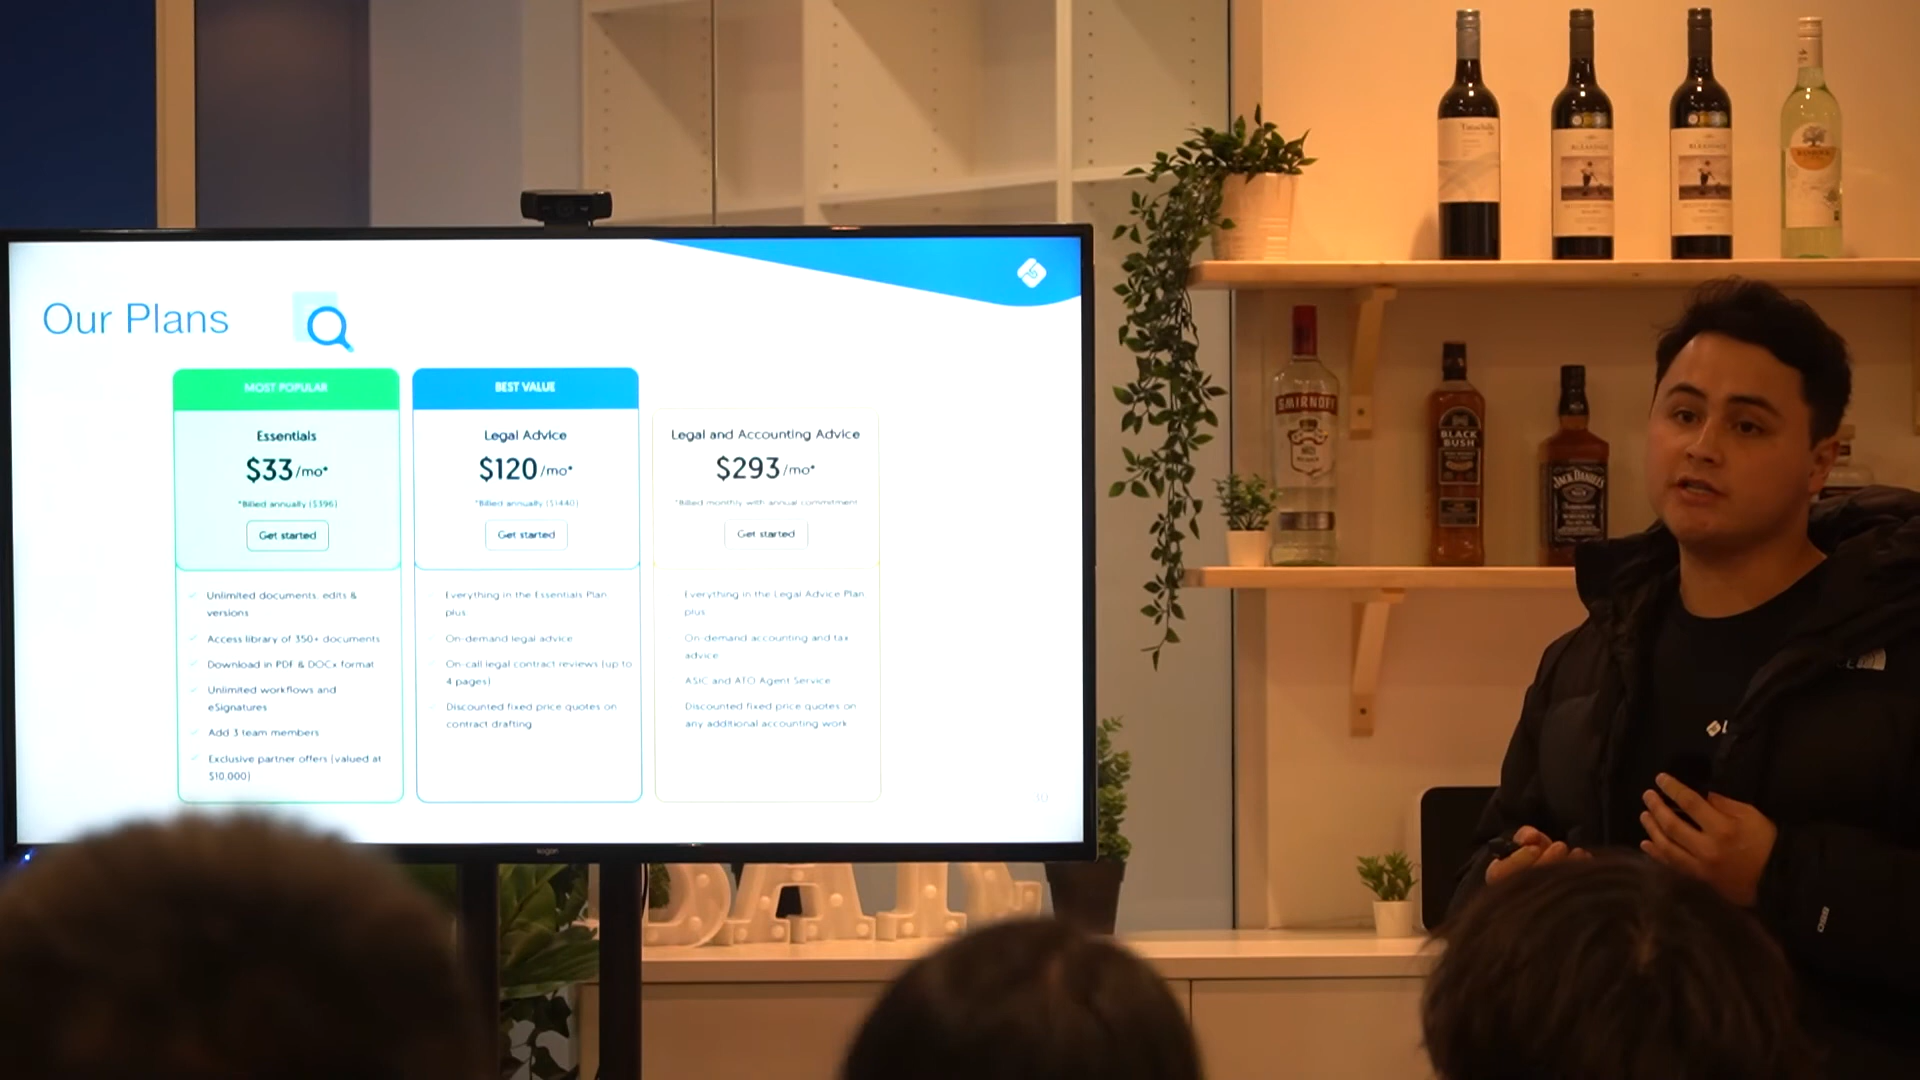 Our Plans
MOST POPULAR
Essentials
$33/mo*
*Billed annually ($396)
Get started
Unlimited documents, edits &
versions
Access library of 350+ documents
Download in PDF & DOCx format
Unlimited workflows and
eSignatures
Add 3 team members
Exclusive partner offers (valued at
$10,000)
BEST VALUE
Legal Advice
$120/mo*
*Billed annually ($1440)
Get started
Everything in the Essentials Plan
plus
On-demand legal advice
On-call legal contract reviews (up to
4 pages)
Discounted fixed price quotes on
contract drafting
Legal and Accounting Advice
$293/mo*
*Billed monthly with annual commitment
Get started
Everything in the Legal Advice Plan
plus
On-demand accounting and tax
advice
ASIC and ATO Agent Service
Discounted fixed price quotes on
any additional accounting work
30
kogan
SMIRNOFF
BLACK
BUSH
JACK DANIEL'S